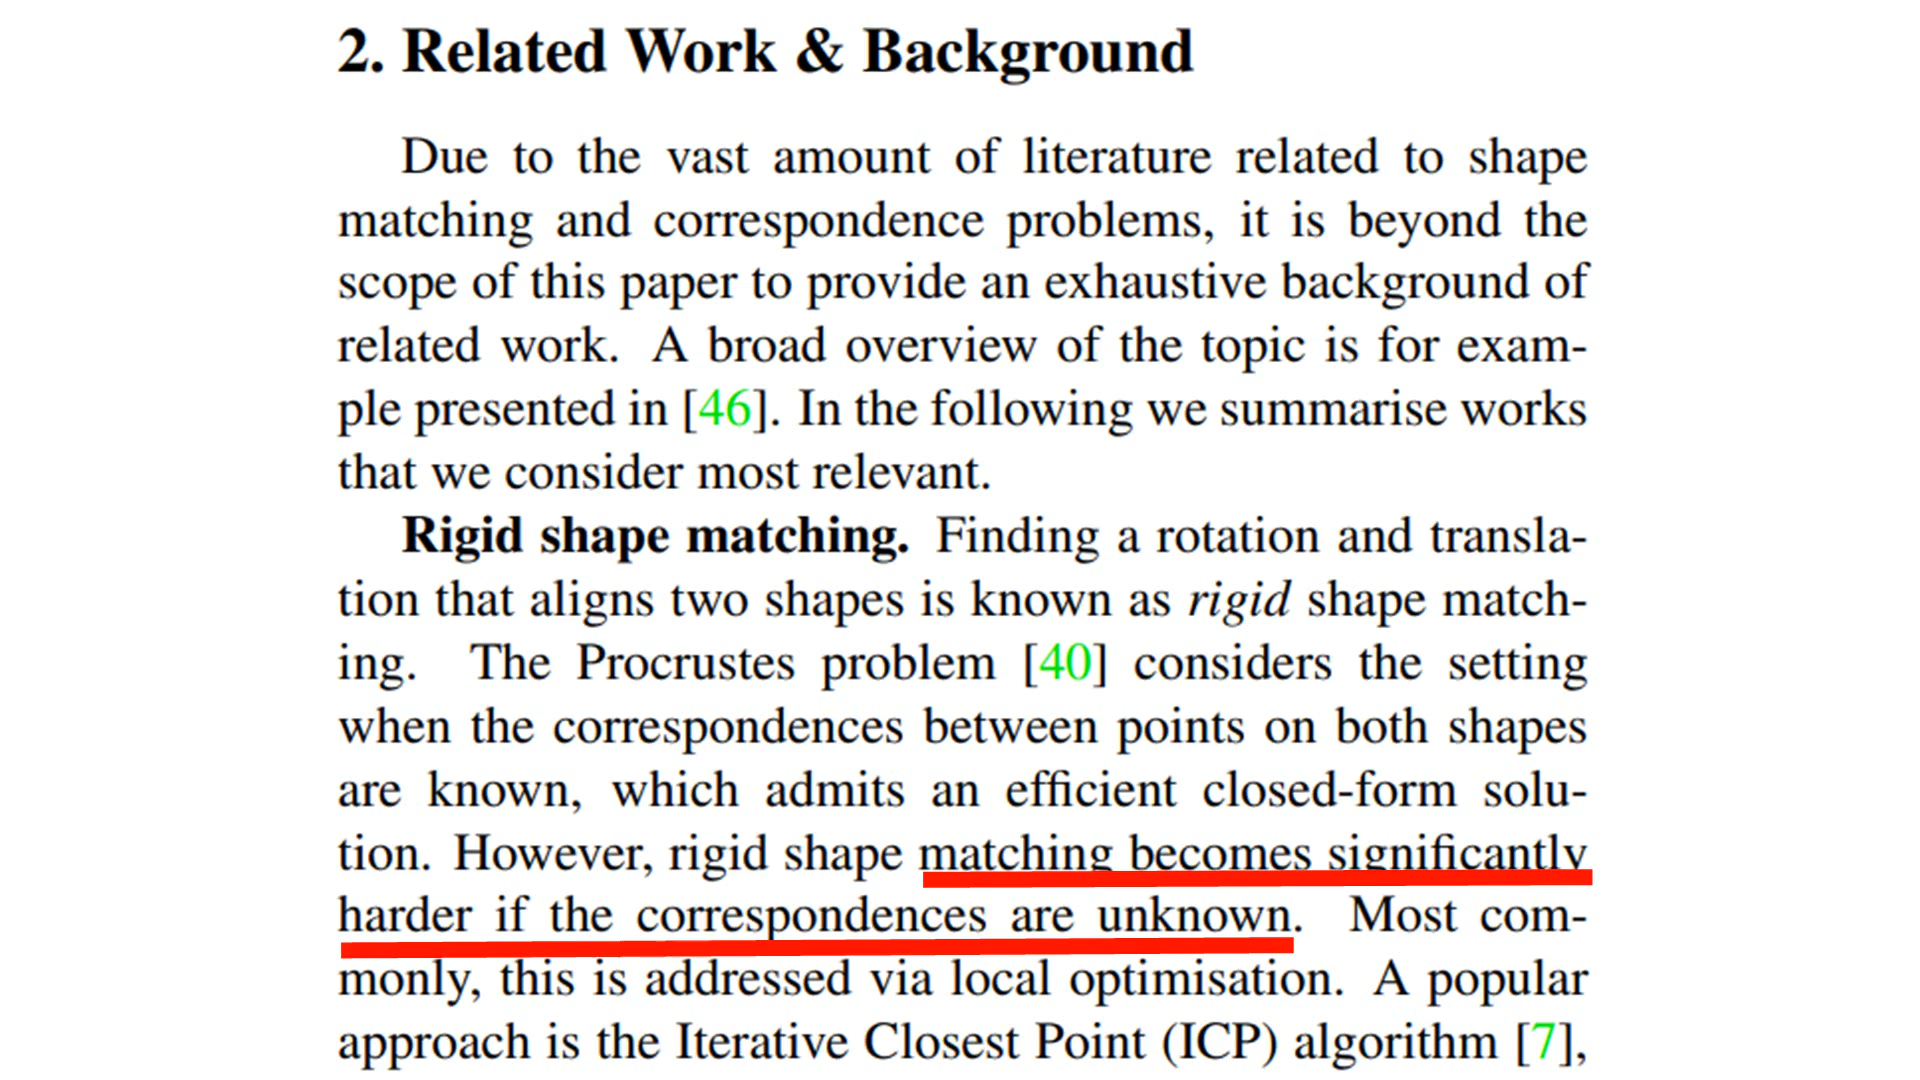 2. Related Work & Background
Due to the vast amount of literature related to shape
matching and correspondence problems, it is beyond the
scope of this paper to provide an exhaustive background of
related work. A broad overview of the topic is for exam-
ple presented in [46]. In the following we summarise works
that we consider most relevant.
Rigid shape matching. Finding a rotation and transla-
tion that aligns two shapes is known as rigid shape match-
ing. The Procrustes problem [40] considers the setting
when the correspondences between points on both shapes
are known, which admits an efficient closed-form solu-
tion. However, rigid shape matching becomes significantly
harder if the correspondences are unknown. Most com-
monly, this is addressed via local optimisation. A popular
approach is the Iterative Closest Point (ICP) algorithm [7],